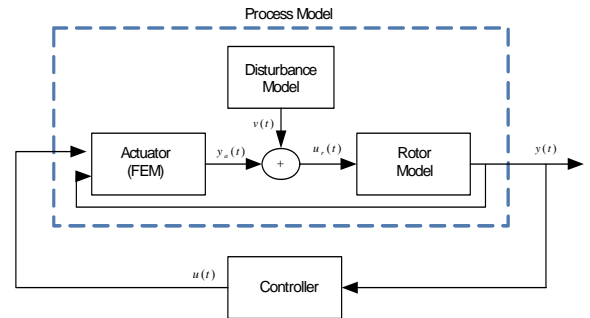 Process Model
Disturbance
Model
v(t)
Actuator
(FEM)
y_a(t)
+
u_r(t)
Rotor
Model
y(t)
u(t)
Controller